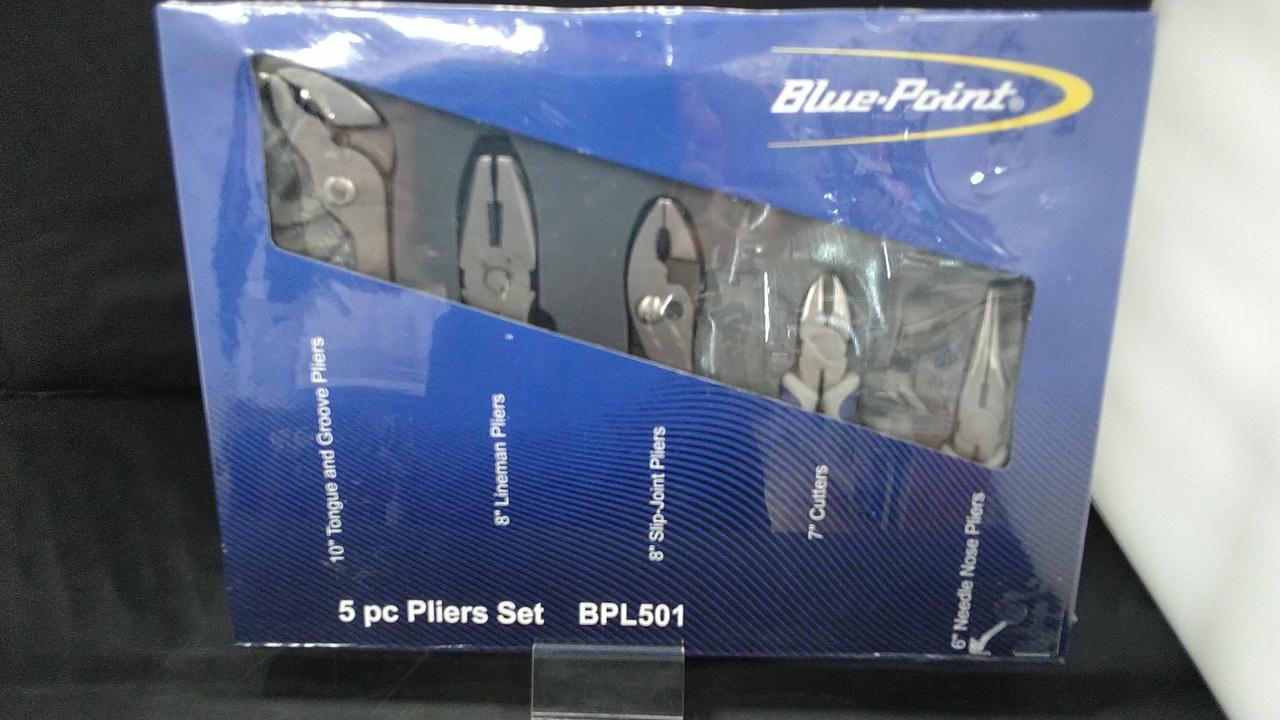 Blue-Point®
10" Tongue and Groove Pliers
8" Lineman Pliers
8" Slip-Joint Pliers
7" Cutters
6" Needle Nose Pliers
5 pc Pliers Set BPL501